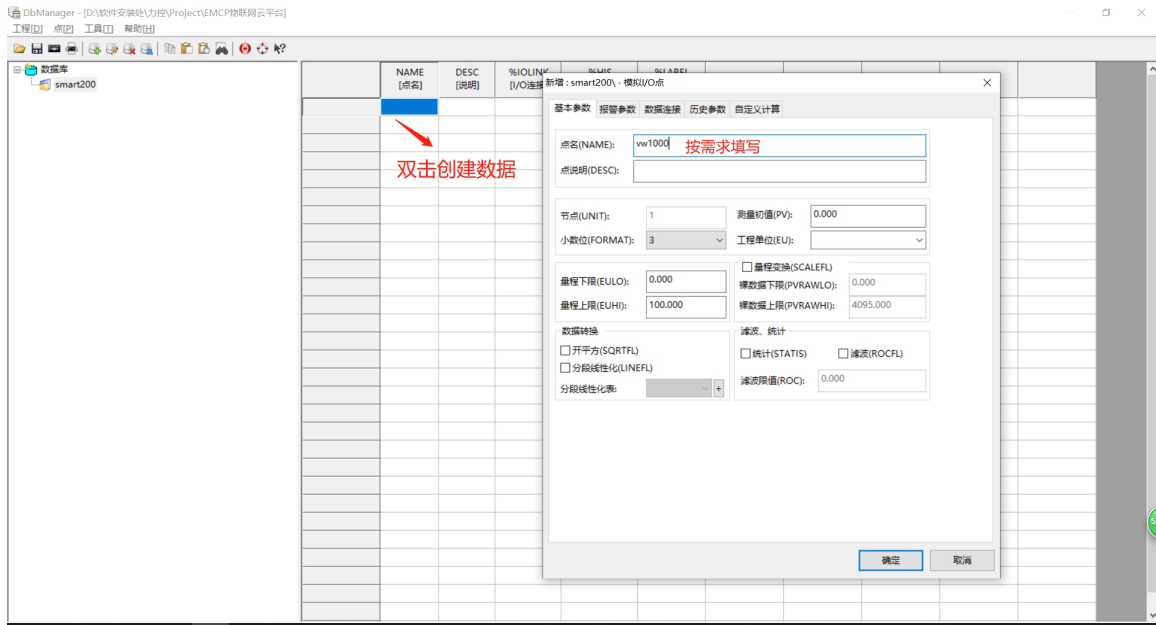 DbManager - [D:\软件安装处\力控\Project\EMCP物联网云平台]
工程[D] 点[P] 工具[T] 帮助[H]
数据库
smart200
NAME DESC %IOLINK %HIS %LABEL
[点名] [说明] [I/O连接
双击创建数据
新增 : smart200\ - 模拟I/O点
基本参数 报警参数 数据连接 历史参数 自定义计算
点名(NAME): vw1000 按需求填写
点说明(DESC):
节点(UNIT): 1 测量初值(PV): 0.000
小数位(FORMAT): 3 工程单位(EU):
量程下限(EULO): 0.000
量程上限(EUHI): 100.000
量程变换(SCALEFL)
裸数据下限(PVRAWLO): 0.000
裸数据上限(PVRAWHI): 4095.000
数据转换
开平方(SQRTFL)
分段线性化(LINEFL)
分段线性化表: +
滤波、统计
统计(STATIS) 滤波(ROCFL)
滤波限值(ROC): 0.000
确定 取消